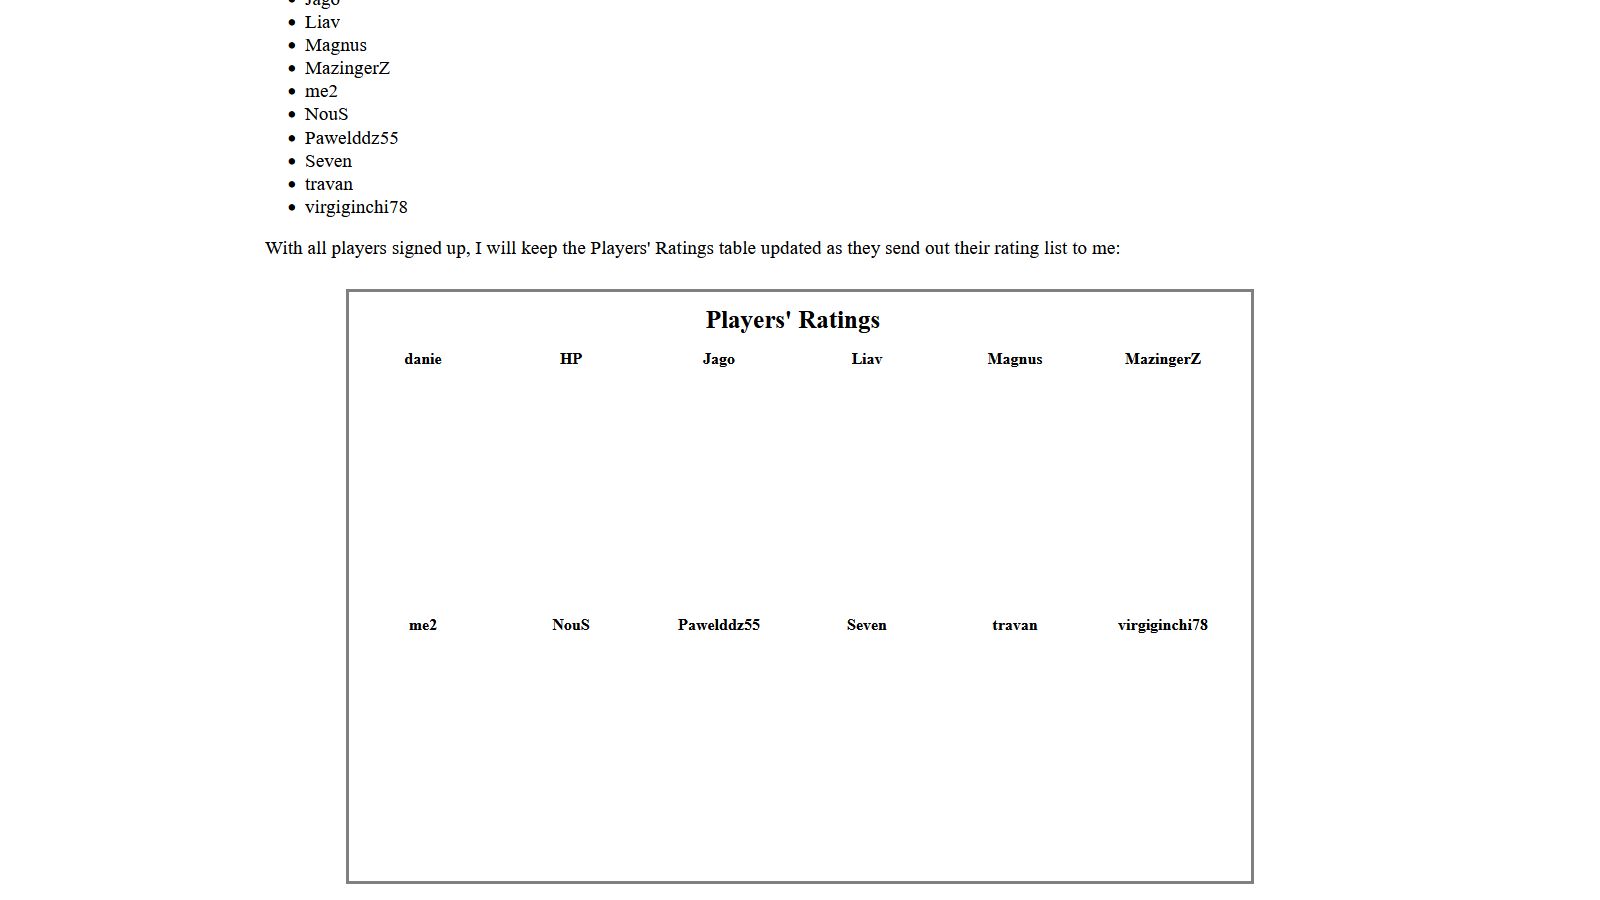 Jago
Liav
Magnus
MazingerZ
me2
NouS
Pawelddz55
Seven
travan
virgiginchi78
With all players signed up, I will keep the Players' Ratings table updated as they send out their rating list to me:
Players' Ratings
danie HP Jago Liav Magnus MazingerZ
me2 NouS Pawelddz55 Seven travan virgiginchi78